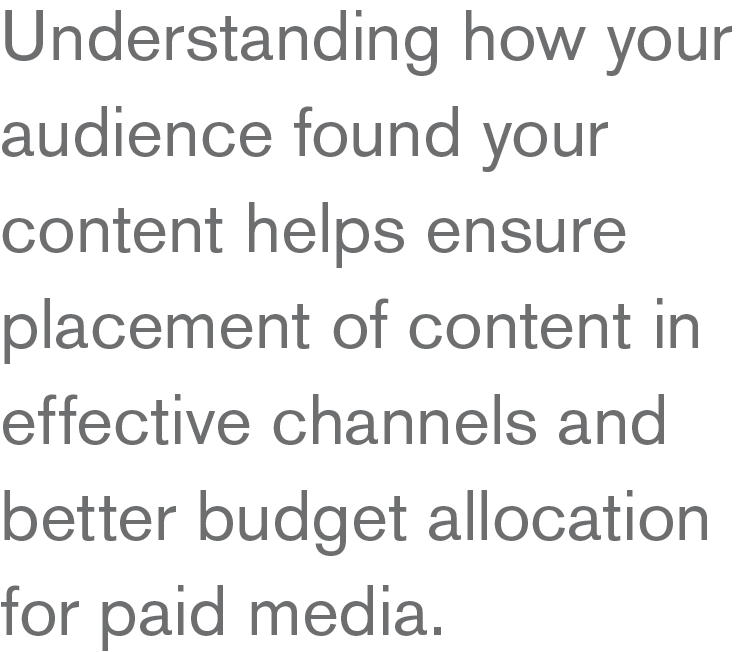 Understanding how your
audience found your
content helps ensure
placement of content in
effective channels and
better budget allocation
for paid media.